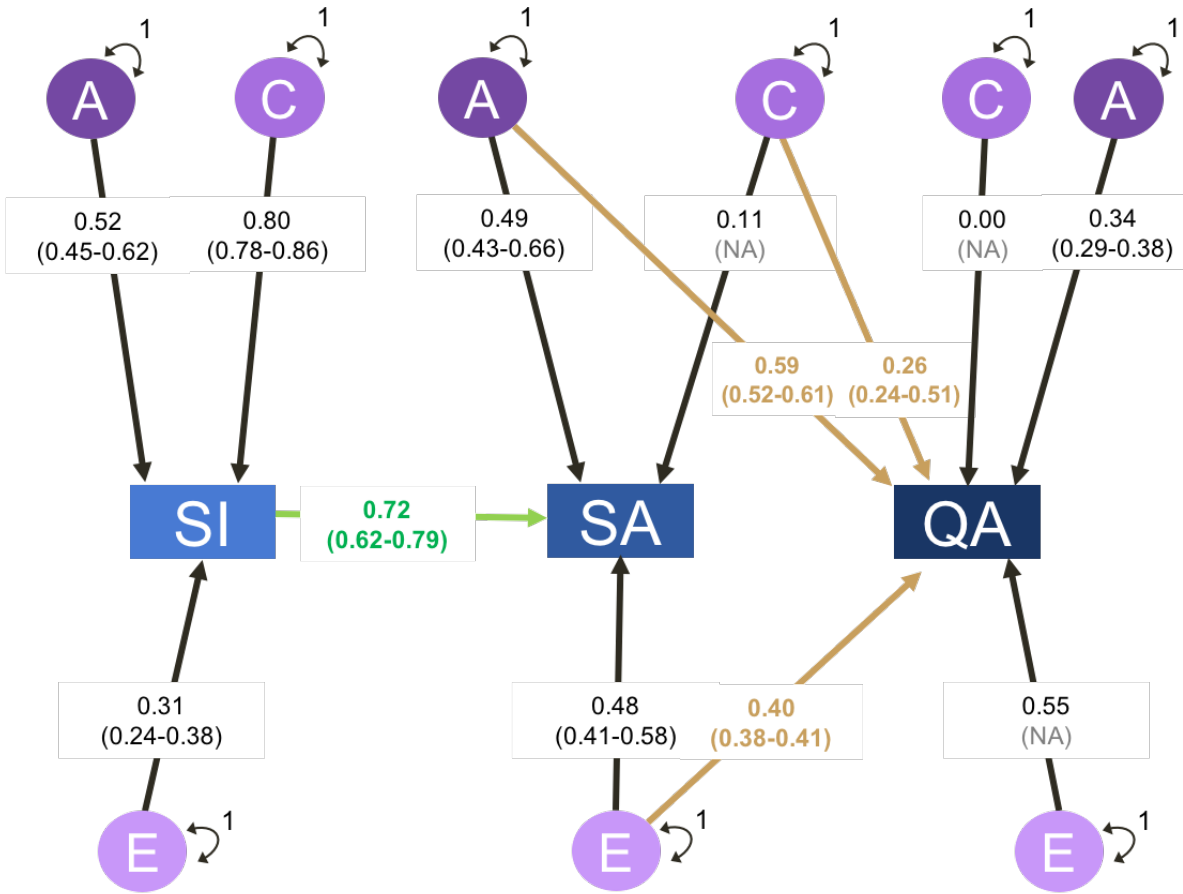 1
1
1
1
1
1
A
C
A
C
C
A
0.52
(0.45-0.62)
0.80
(0.78-0.86)
0.49
(0.43-0.66)
0.11
(NA)
0.00
(NA)
0.34
(0.29-0.38)
0.59
(0.52-0.61)
0.26
(0.24-0.51)
SI
0.72
(0.62-0.79)
SA
QA
0.31
(0.24-0.38)
0.48
(0.41-0.58)
0.40
(0.38-0.41)
0.55
(NA)
E
1
E
1
E
1